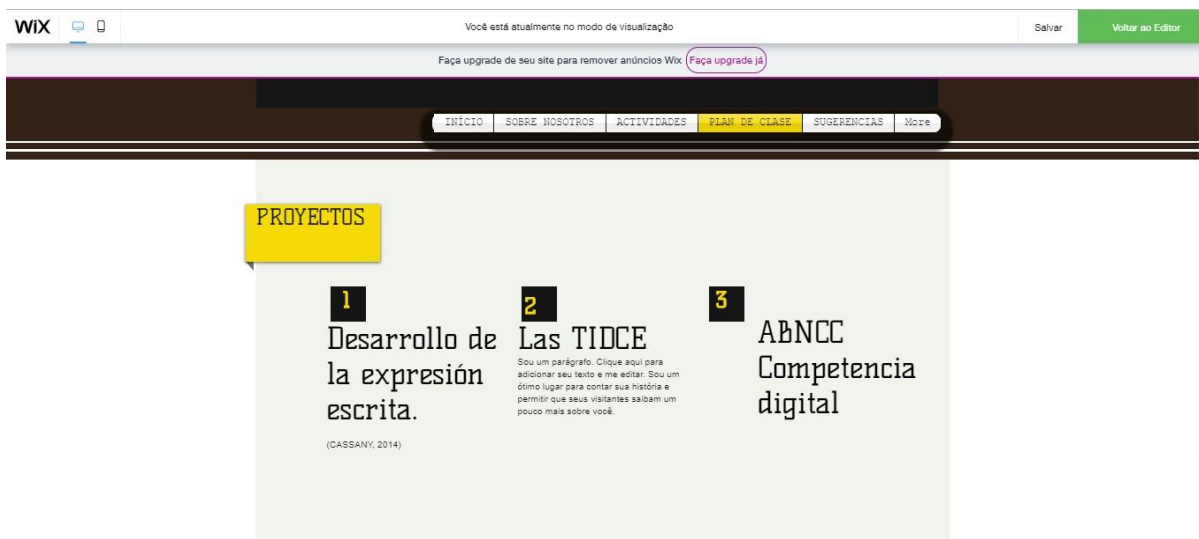 WiX Você está atualmente no modo de visualização Salvar Voltar ao Editor
Faça upgrade de seu site para remover anúncios Wix Faça upgrade já
INÍCIO SOBRE NOSOTROS ACTIVIDADES PLAN DE CLASE SUGERENCIAS More
PROYECTOS
1
Desarrollo de
la expresión
escrita.
(CASSANY, 2014)
2
Las TIDCE
Sou um parágrafo. Clique aqui para
adicionar seu texto e me editar. Sou um
ótimo lugar para contar sua história e
permitir que seus visitantes saibam um
pouco mais sobre você.
3
ABNCC
Competencia
digital